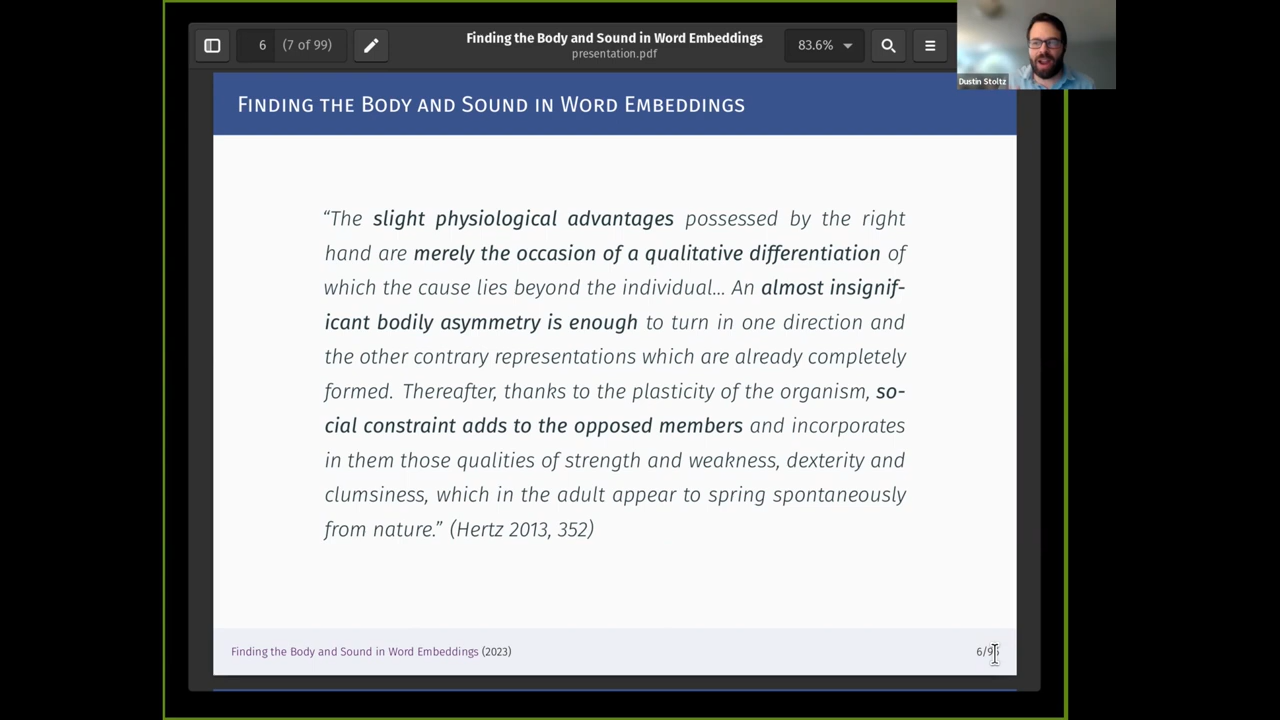 6 (7 of 99)
Finding the Body and Sound in Word Embeddings
presentation.pdf
83.6%
Dustin Stoltz
Finding the Body and Sound in Word Embeddings
“The slight physiological advantages possessed by the right
hand are merely the occasion of a qualitative differentiation of
which the cause lies beyond the individual... An almost insignif-
icant bodily asymmetry is enough to turn in one direction and
the other contrary representations which are already completely
formed. Thereafter, thanks to the plasticity of the organism, so-
cial constraint adds to the opposed members and incorporates
in them those qualities of strength and weakness, dexterity and
clumsiness, which in the adult appear to spring spontaneously
from nature.” (Hertz 2013, 352)
Finding the Body and Sound in Word Embeddings (2023)